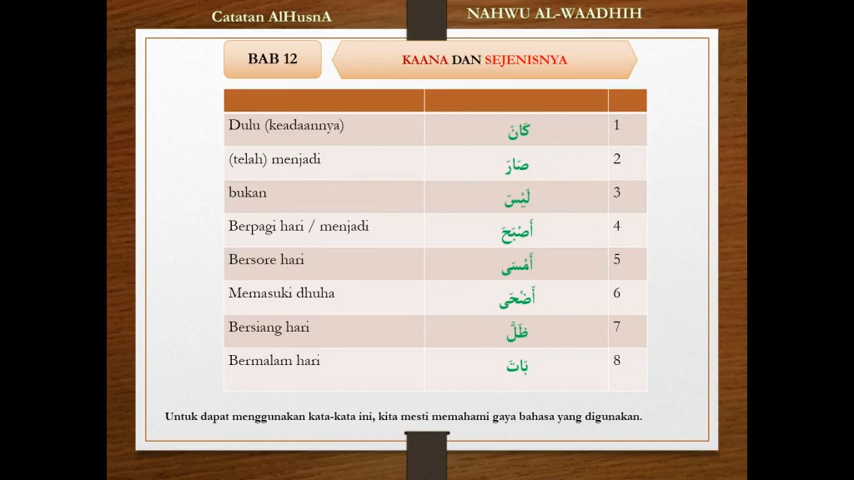 Catatan AlHusnA
NAHWU AL-WAADHIH
BAB 12
KAANA DAN SEJENISNYA
Dulu (keadaannya) كَانَ 1
(telah) menjadi صَارَ 2
bukan لَيْسَ 3
Berpagi hari / menjadi أَصْبَحَ 4
Bersore hari أَمْسَى 5
Memasuki dhuha أَضْحَى 6
Bersiang hari ظَلَّ 7
Bermalam hari بَاتَ 8
Untuk dapat menggunakan kata-kata ini, kita mesti memahami gaya bahasa yang digunakan.